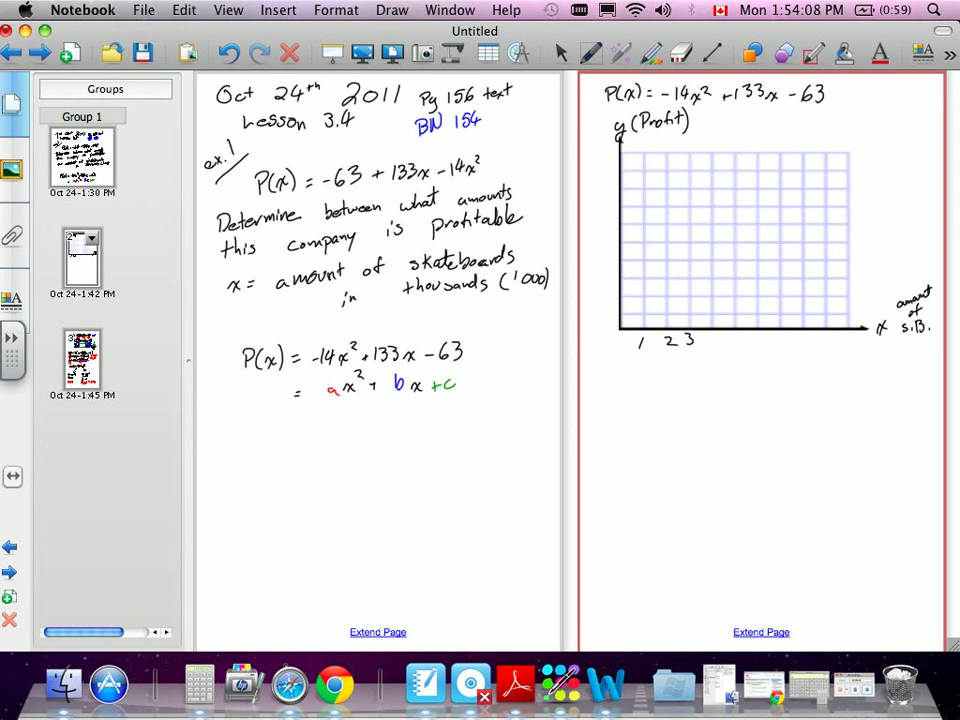 Notebook File Edit View Insert Format Draw Window Help Mon 1:54:08 PM (0:59)
Untitled
Groups
Group 1
Oct 24-1:30 PM
Oct 24-1:42 PM
Oct 24-1:45 PM
Oct 24th 2011 Pg 156 text
Lesson 3.4 BN 154
ex.1
P(x) = -63 + 133x - 14x²
Determine between what amounts
this company is profitable
x = amount of skateboards
in thousands ('000)
P(x) = -14x² + 133x - 63
= ax² + bx + c
Extend Page
P(x) = -14x² + 133x - 63
y (Profit)
1 2 3
x
amount
of
s.B.
Extend Page